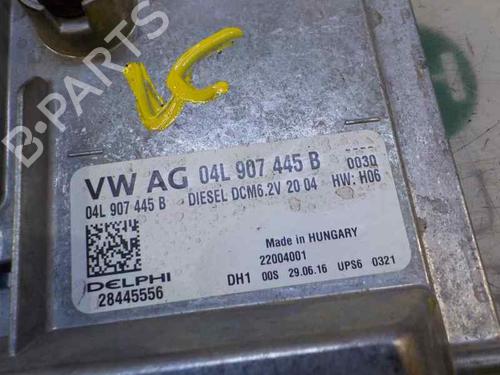 B-PARTS
LC
VW AG 04L 907 445 B 0030
04L 907 445 B DIESEL DCM6.2V 20 04 HW: H06
Made in HUNGARY
22004001
DELPHI DH1 00S 29.06.16 UPS6 0321
28445556